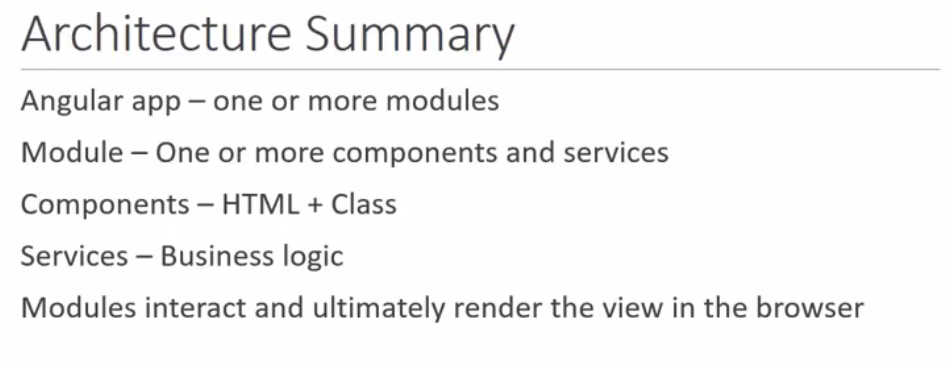 Architecture Summary
Angular app – one or more modules
Module – One or more components and services
Components – HTML + Class
Services – Business logic
Modules interact and ultimately render the view in the browser